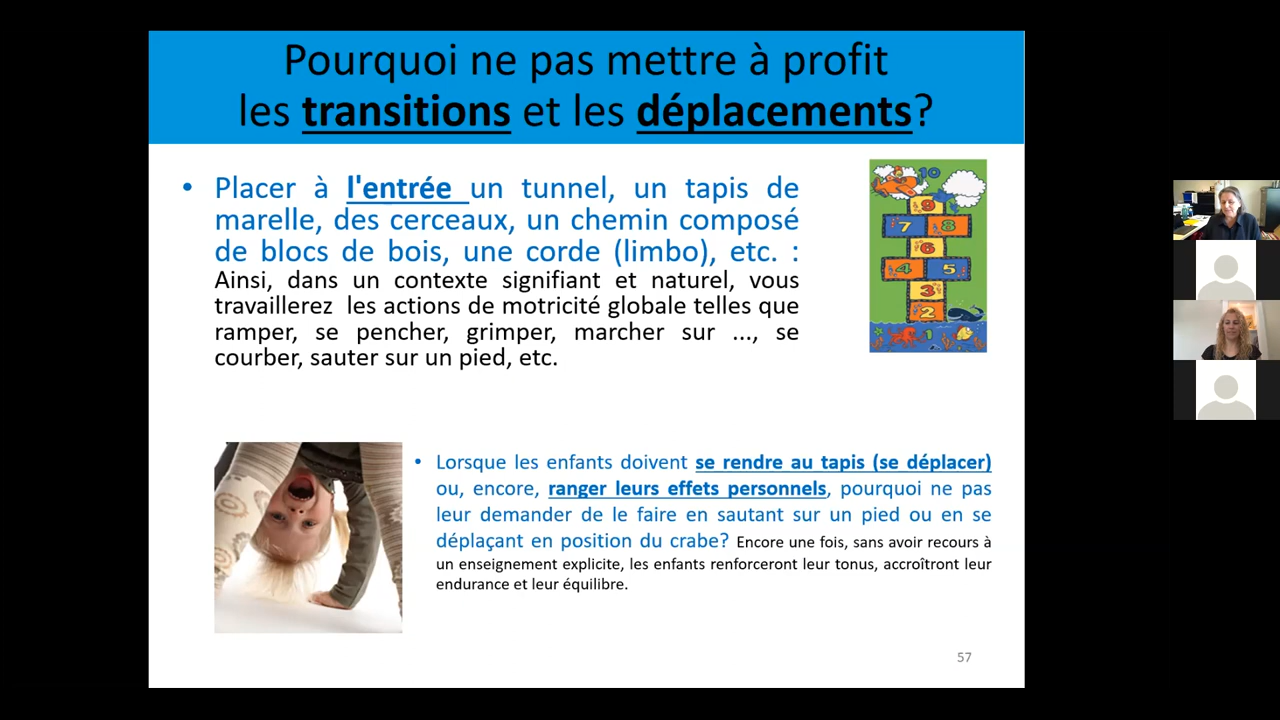 Pourquoi ne pas mettre à profit
les transitions et les déplacements?
• Placer à l'entrée un tunnel, un tapis de
marelle, des cerceaux, un chemin composé
de blocs de bois, une corde (limbo), etc. :
Ainsi, dans un contexte signifiant et naturel, vous
travaillerez les actions de motricité globale telles que
ramper, se pencher, grimper, marcher sur ..., se
courber, sauter sur un pied, etc.
10
9
7 8
6
4 5
3
2
1
• Lorsque les enfants doivent se rendre au tapis (se déplacer)
ou, encore, ranger leurs effets personnels, pourquoi ne pas
leur demander de le faire en sautant sur un pied ou en se
déplaçant en position du crabe? Encore une fois, sans avoir recours à
un enseignement explicite, les enfants renforceront leur tonus, accroîtront leur
endurance et leur équilibre.
57